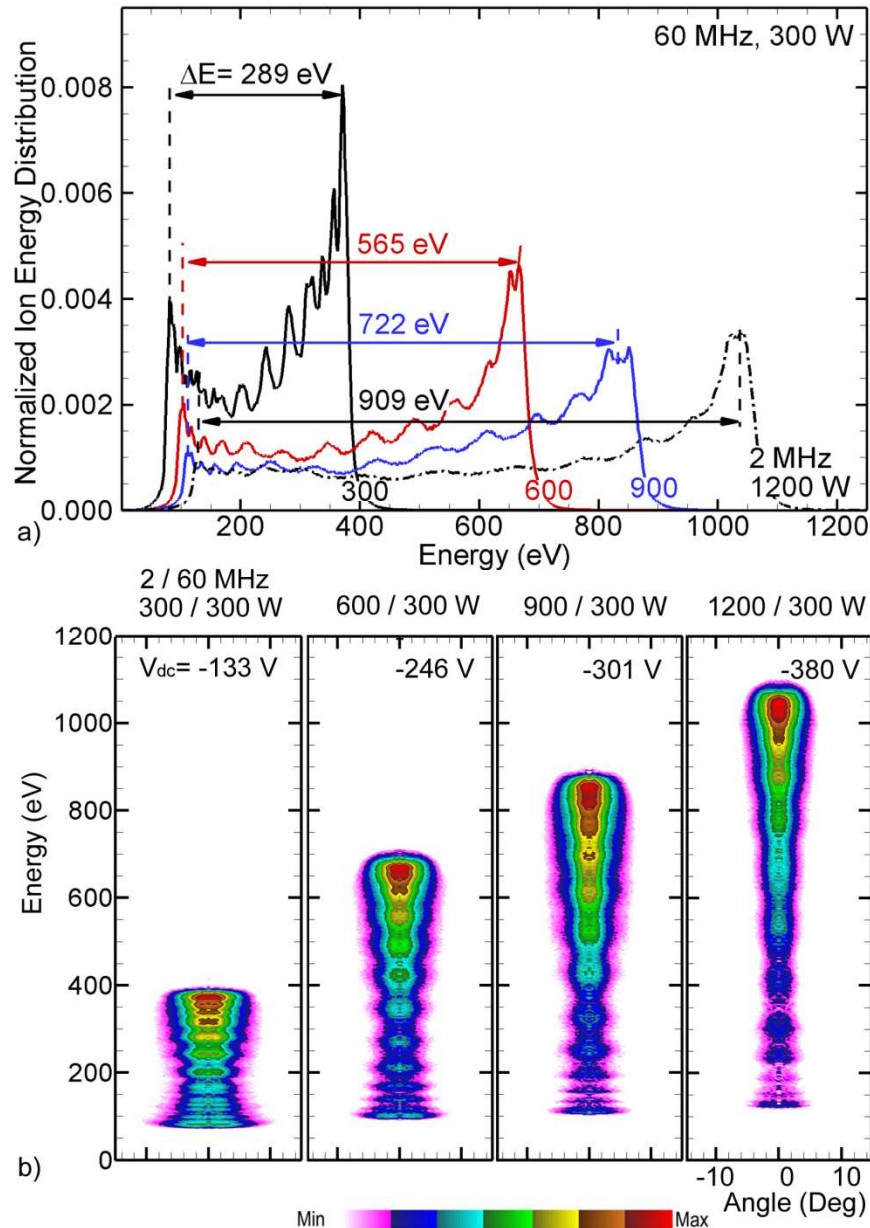 60 MHz, 300 W
ΔE= 289 eV
565 eV
722 eV
909 eV
2 MHz
1200 W
300
600
900
0.008
0.006
0.004
0.002
0.000
Normalized Ion Energy Distribution
200 400 600 800 1000 1200
Energy (eV)
a)
2 / 60 MHz
300 / 300 W 600 / 300 W 900 / 300 W 1200 / 300 W
Vdc= -133 V -246 V -301 V -380 V
1200
1000
800
600
400
200
0
Energy (eV)
-10 0 10
Angle (Deg)
b)
Min Max